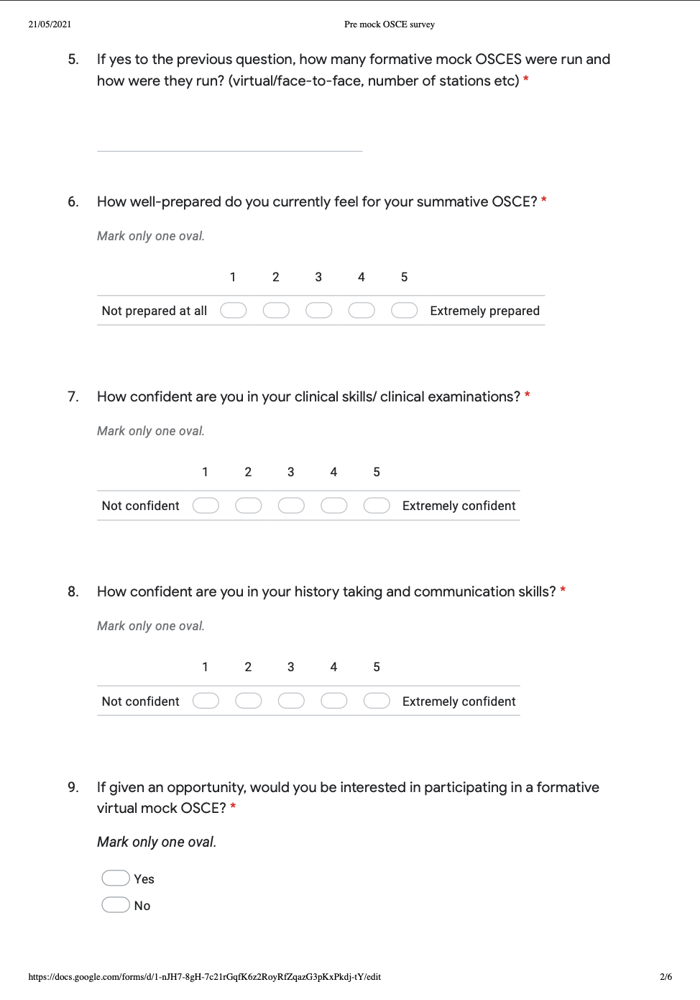 21/05/2021 Pre mock OSCE survey
5. If yes to the previous question, how many formative mock OSCES were run and
how were they run? (virtual/face-to-face, number of stations etc) *
6. How well-prepared do you currently feel for your summative OSCE? *
Mark only one oval.
1 2 3 4 5
Not prepared at all Extremely prepared
7. How confident are you in your clinical skills/ clinical examinations? *
Mark only one oval.
1 2 3 4 5
Not confident Extremely confident
8. How confident are you in your history taking and communication skills? *
Mark only one oval.
1 2 3 4 5
Not confident Extremely confident
9. If given an opportunity, would you be interested in participating in a formative
virtual mock OSCE? *
Mark only one oval.
Yes
No
https://docs.google.com/forms/d/1-nJH7-8gH-7c21rGqfK6z2RoyRfZqazG3pKxPkdj-tY/edit 2/6